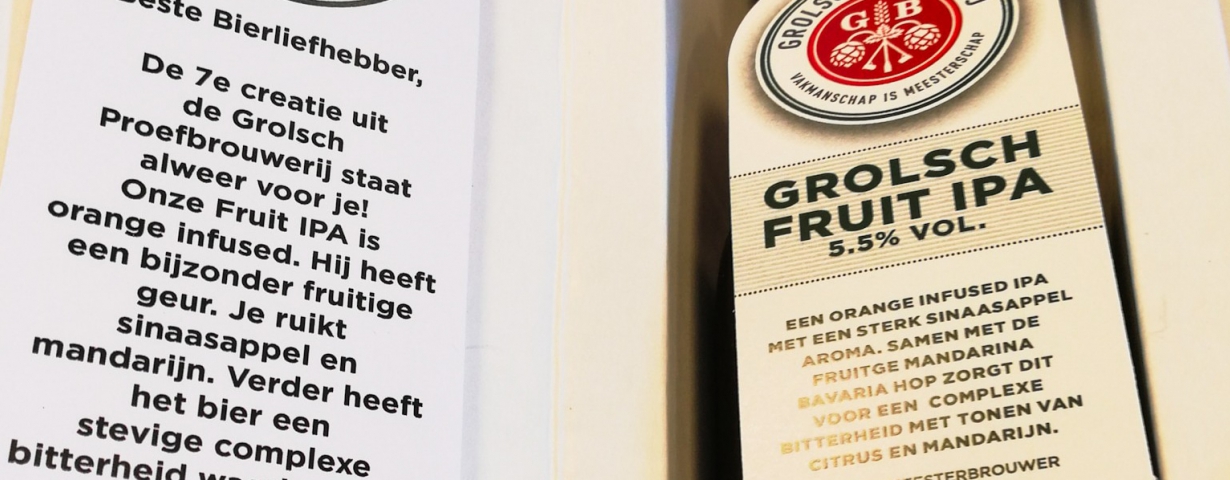 Beste Bierliefhebber,
De 7e creatie uit
de Grolsch
Proefbrouwerij staat
alweer voor je!
Onze Fruit IPA is
orange infused. Hij heeft
een bijzonder fruitige
geur. Je ruikt
sinaasappel en
mandarijn. Verder heeft
het bier een
stevige complexe
bitterheid
GROLSCH
G B
VAKMANSCHAP IS MEESTERSCHAP
GROLSCH
FRUIT IPA
5.5% VOL.
EEN ORANGE INFUSED IPA
MET EEN STERK SINAASAPPEL
AROMA. SAMEN MET DE
FRUITGE MANDARINA
BAVARIA HOP ZORGT DIT
VOOR EEN COMPLEXE
BITTERHEID MET TONEN VAN
CITRUS EN MANDARIJN.
MEESTERBROUWER